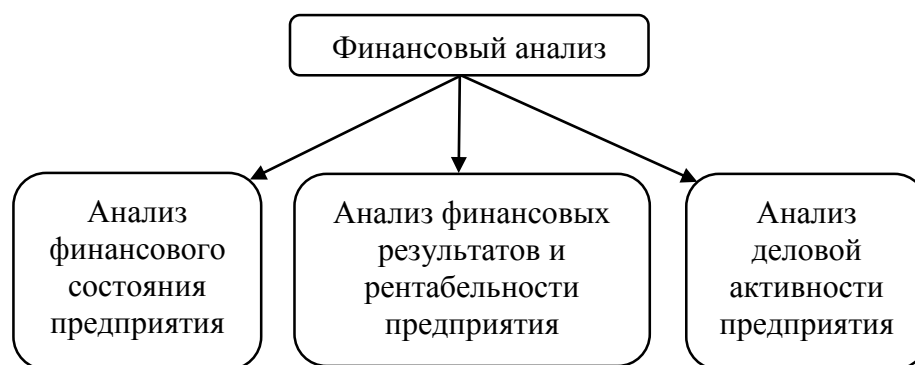 Финансовый анализ
Анализ
финансового
состояния
предприятия
Анализ финансовых
результатов и
рентабельности
предприятия
Анализ
деловой
активности
предприятия